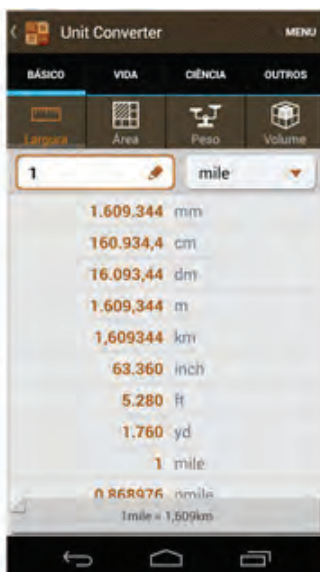 Unit Converter MENU
BÁSICO VIDA CIÊNCIA OUTROS
Largura Área Peso Volume
1 mile
1.609.344 mm
160.934,4 cm
16.093,44 dm
1.609,344 m
1,609344 km
63.360 inch
5.280 ft
1.760 yd
1 mile
0.868976 nmile
1mile = 1,609km